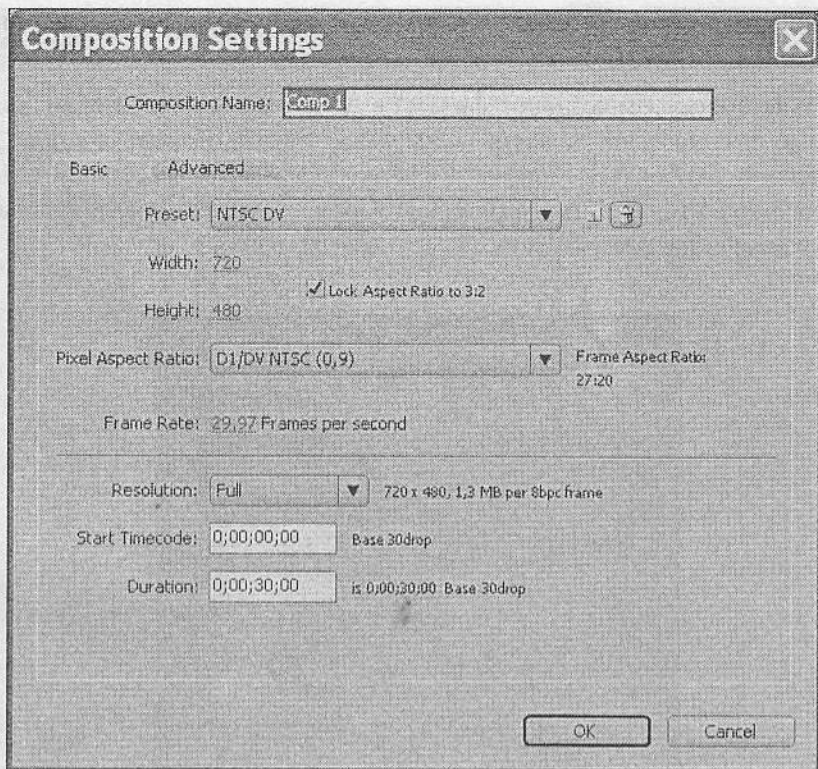 Composition Settings
Composition Name: Comp 1
Basic Advanced
Preset: NTSC DV
Width: 720
Lock Aspect Ratio to 3:2
Height: 480
Pixel Aspect Ratio: D1/DV NTSC (0,9) Frame Aspect Ratio:
27:20
Frame Rate: 29,97 Frames per second
Resolution: Full 720 x 480, 1,3 MB per 8bpc frame
Start Timecode: 0;00;00;00 Base 30drop
Duration: 0;00;30;00 is 0;00;30;00 Base 30drop
OK Cancel